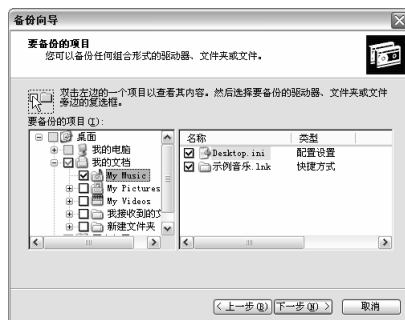 备份向导
要备份的项目
您可以备份任何组合形式的驱动器、文件夹或文件。
双击左边的一个项目以查看其内容。然后选择要备份的驱动器、文件夹或文件
旁边的复选框。
要备份的项目(I):
桌面
我的电脑
我的文档
My Music
My Pictures
My Videos
我接收到的文
新建文件夹
名称 类型
Desktop.ini 配置设置
示例音乐.lnk 快捷方式
<上一步(B) 下一步(N)> 取消